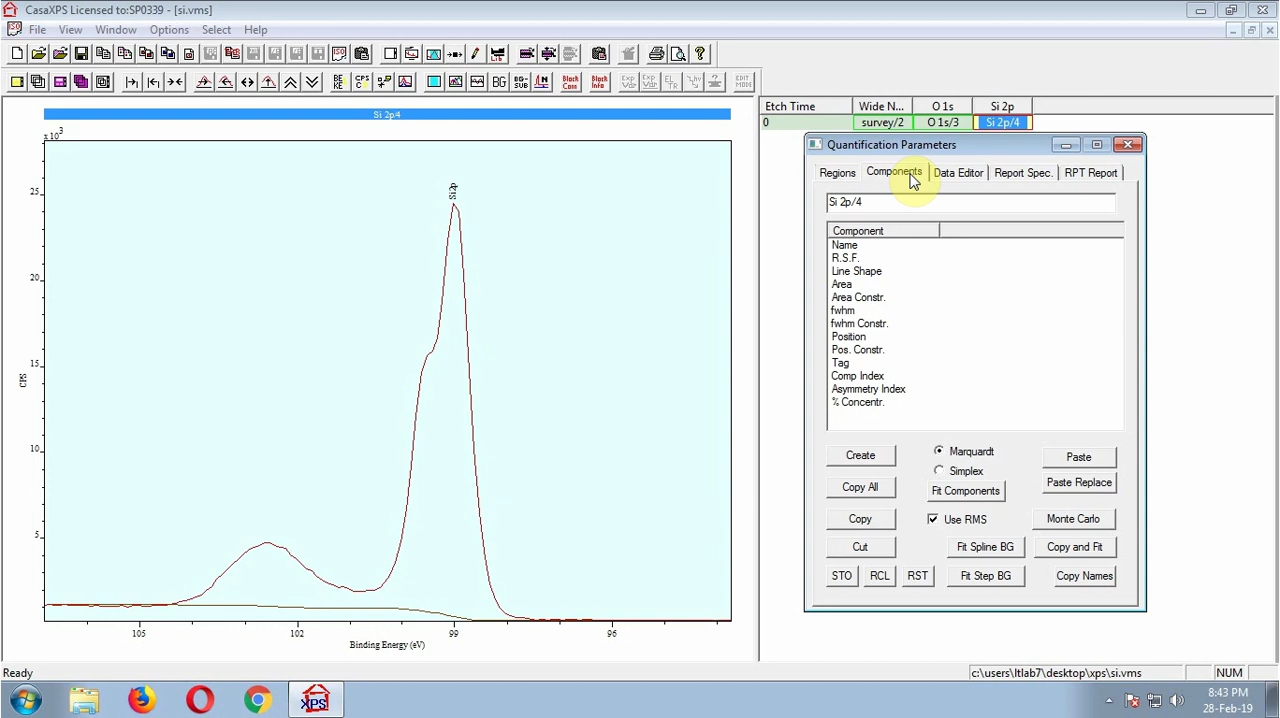 CasaXPS Licensed to:SP0339 - [si.vms]
File View Window Options Select Help
Si 2p/4
x10³
25
20
15
10
5
CPS
Si 2p
105 102 99 96
Binding Energy (eV)
Etch Time Wide N... O 1s Si 2p
0 survey/2 O 1s/3 Si 2p/4
Quantification Parameters
Regions Components Data Editor Report Spec. RPT Report
Si 2p/4
Component
Name
R.S.F.
Line Shape
Area
Area Constr.
fwhm
fwhm Constr.
Position
Pos. Constr.
Tag
Comp Index
Asymmetry Index
% Concentr.
Create Marquardt Paste
Simplex
Copy All Fit Components Paste Replace
Copy Use RMS Monte Carlo
Cut Fit Spline BG Copy and Fit
STO RCL RST Fit Step BG Copy Names
Ready c:\users\ltlab7\desktop\xps\si.vms NUM
XPS
8:43 PM
28-Feb-19